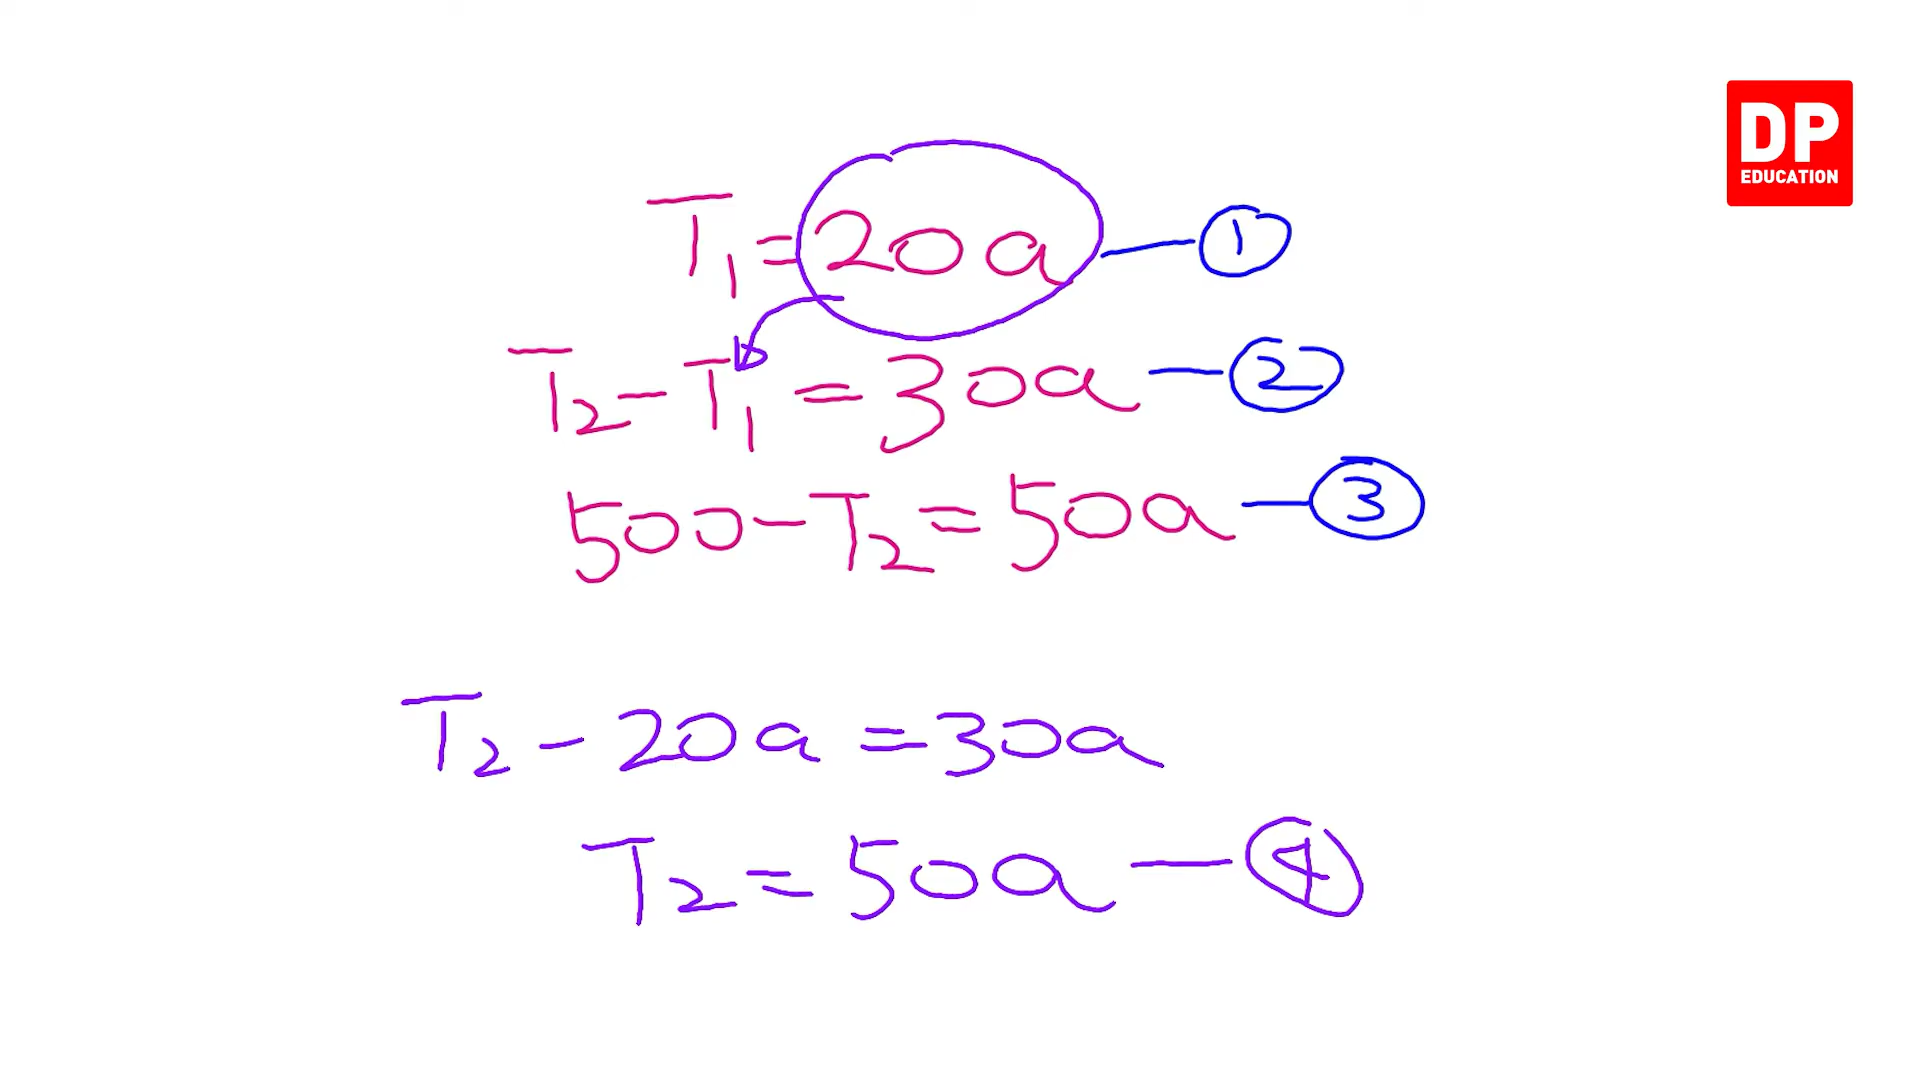 DP
EDUCATION
T₁ = 20a — ①
T₂ - T₁ = 30a — ②
500 - T₂ = 50a — ③
T₂ - 20a = 30a
T₂ = 50a — ④